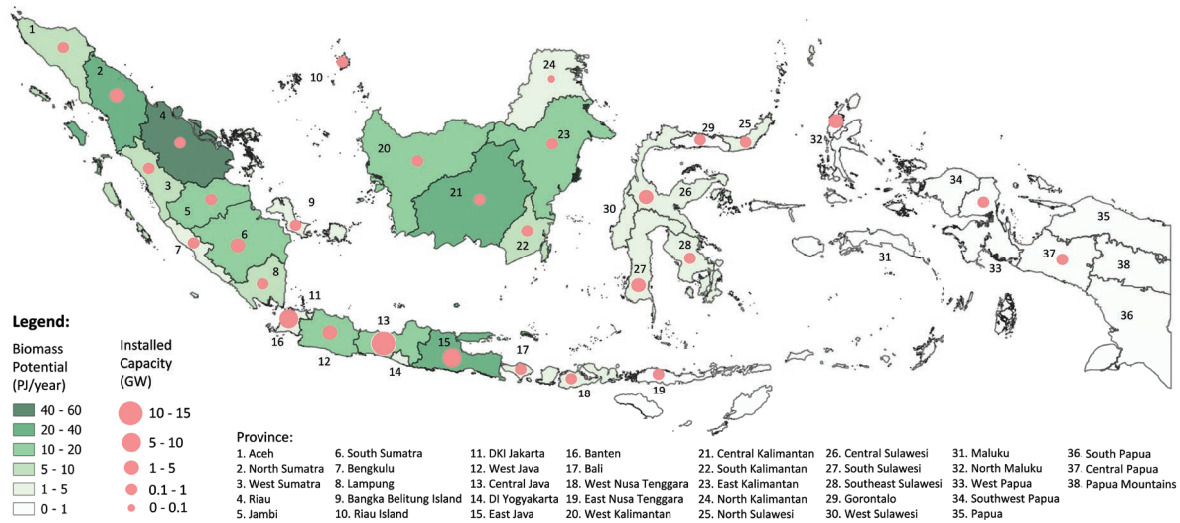 1
2
3
4
5
6
7
8
9
10
11
12
13
14
15
16
17
18
19
20
21
22
23
24
25
26
27
28
29
30
31
32
33
34
35
36
37
38
Legend:
Biomass
Potential
(PJ/year)
40 - 60
20 - 40
10 - 20
5 - 10
1 - 5
0 - 1
Installed
Capacity
(GW)
10 - 15
5 - 10
1 - 5
0.1 - 1
0 - 0.1
Province:
1. Aceh
2. North Sumatra
3. West Sumatra
4. Riau
5. Jambi
6. South Sumatra
7. Bengkulu
8. Lampung
9. Bangka Belitung Island
10. Riau Island
11. DKI Jakarta
12. West Java
13. Central Java
14. DI Yogyakarta
15. East Java
16. Banten
17. Bali
18. West Nusa Tenggara
19. East Nusa Tenggara
20. West Kalimantan
21. Central Kalimantan
22. South Kalimantan
23. East Kalimantan
24. North Kalimantan
25. North Sulawesi
26. Central Sulawesi
27. South Sulawesi
28. Southeast Sulawesi
29. Gorontalo
30. West Sulawesi
31. Maluku
32. North Maluku
33. West Papua
34. Southwest Papua
35. Papua
36. South Papua
37. Central Papua
38. Papua Mountains